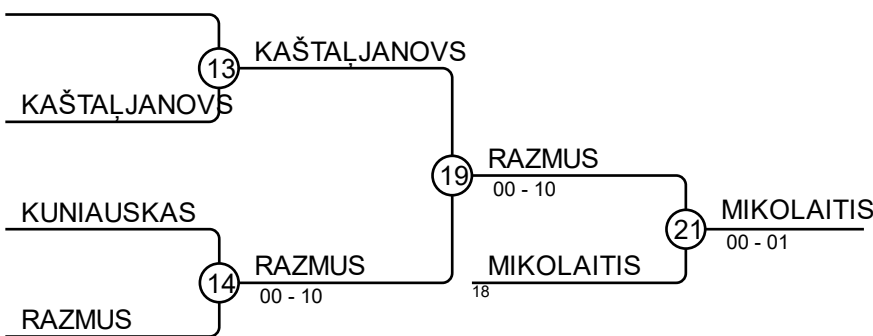 13
KAŠTAĻJANOVS
KAŠTAĻJANOVS
19
RAZMUS
00 - 10
KUNIAUSKAS
21
MIKOLAITIS
00 - 01
14
RAZMUS
00 - 10
MIKOLAITIS
18
RAZMUS